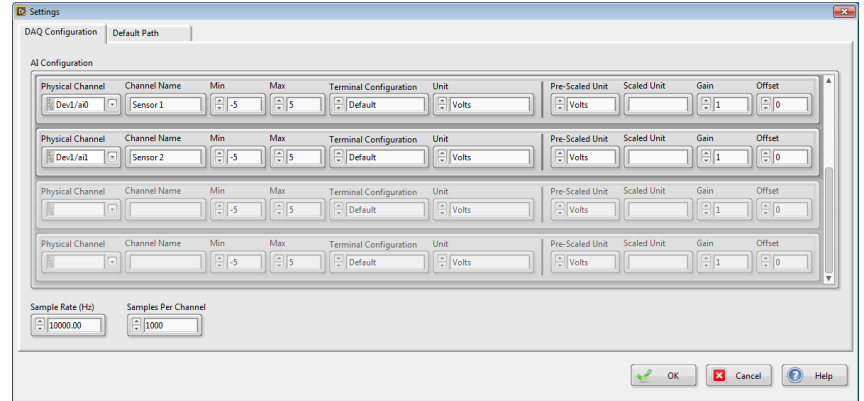 Settings
DAQ Configuration Default Path
AI Configuration
Physical Channel Channel Name Min Max Terminal Configuration Unit Pre-Scaled Unit Scaled Unit Gain Offset
Dev1/ai0 Sensor 1 -5 5 Default Volts Volts 1 0
Physical Channel Channel Name Min Max Terminal Configuration Unit Pre-Scaled Unit Scaled Unit Gain Offset
Dev1/ai1 Sensor 2 -5 5 Default Volts Volts 1 0
Physical Channel Channel Name Min Max Terminal Configuration Unit Pre-Scaled Unit Scaled Unit Gain Offset
-5 5 Default Volts Volts 1 0
Physical Channel Channel Name Min Max Terminal Configuration Unit Pre-Scaled Unit Scaled Unit Gain Offset
-5 5 Default Volts Volts 1 0
Sample Rate (Hz) Samples Per Channel
10000.00 1000
OK Cancel Help